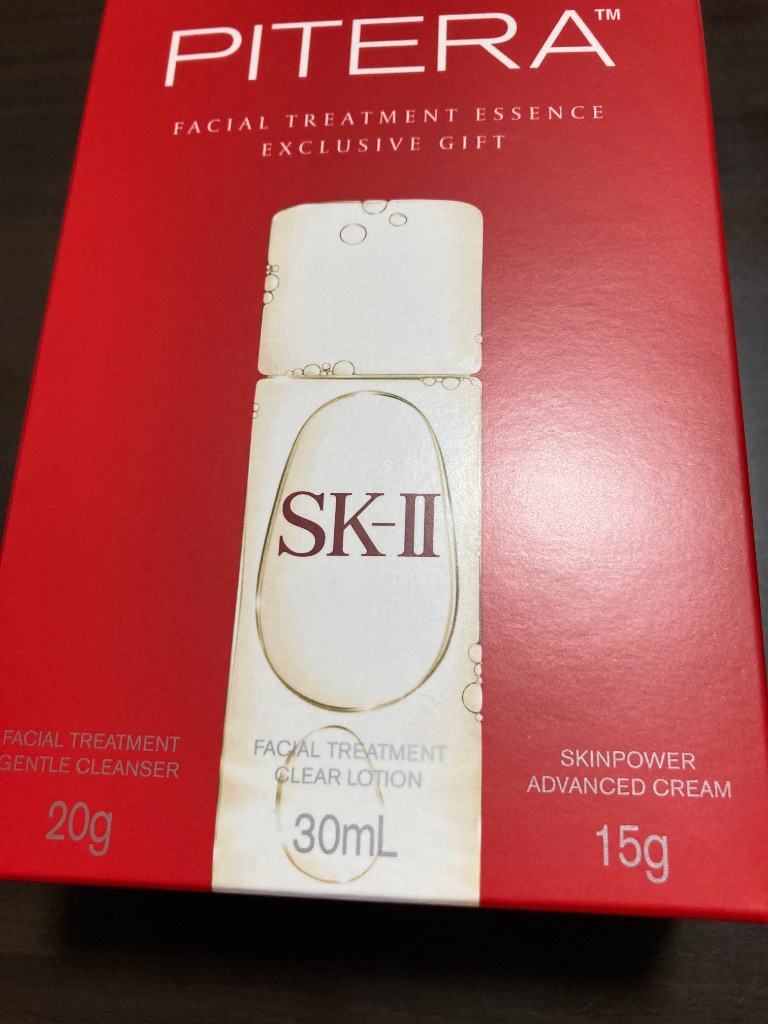 PITERA™
FACIAL TREATMENT ESSENCE
EXCLUSIVE GIFT
SK-II
FACIAL TREATMENT
GENTLE CLEANSER
20g
FACIAL TREATMENT
CLEAR LOTION
30mL
SKINPOWER
ADVANCED CREAM
15g